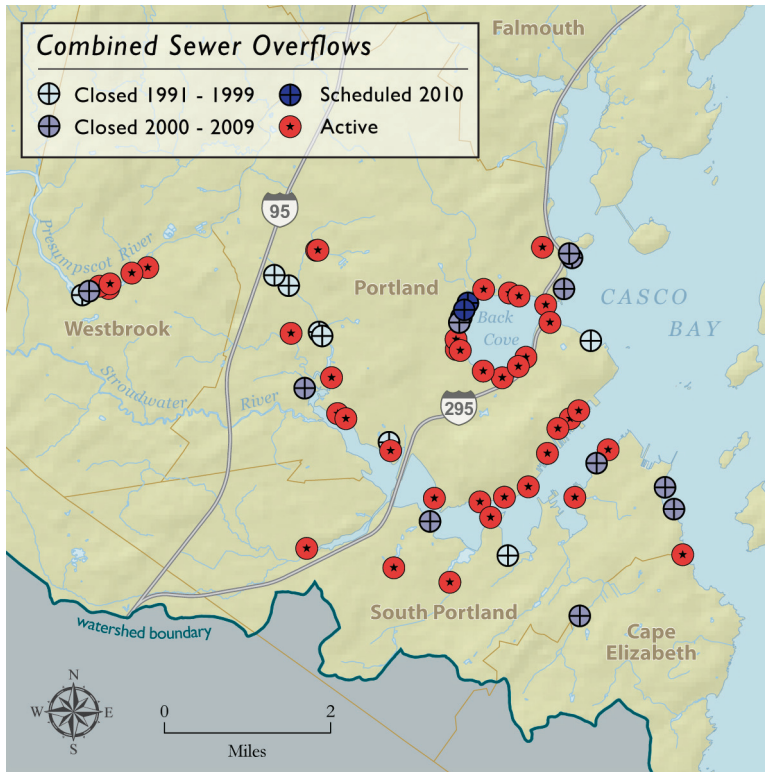 Combined Sewer Overflows
Closed 1991 - 1999
Scheduled 2010
Closed 2000 - 2009
Active
Falmouth
95
Presumpscot River
Portland
CASCO
BAY
Back
Cove
Westbrook
Stroudwater
River
295
South Portland
watershed boundary
Cape
Elizabeth
N
W
E
S
0
2
Miles